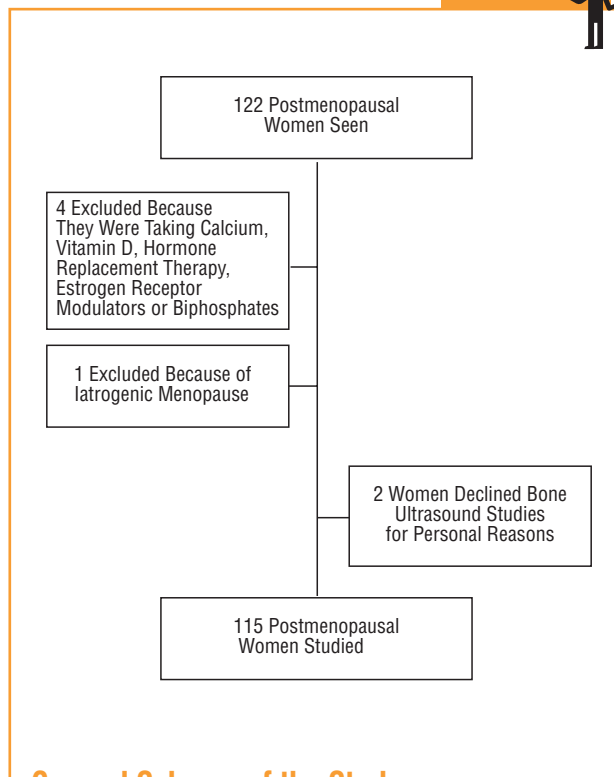 122 Postmenopausal
Women Seen
4 Excluded Because
They Were Taking Calcium,
Vitamin D, Hormone
Replacement Therapy,
Estrogen Receptor
Modulators or Biphosphates
1 Excluded Because of
Iatrogenic Menopause
2 Women Declined Bone
Ultrasound Studies
for Personal Reasons
115 Postmenopausal
Women Studied